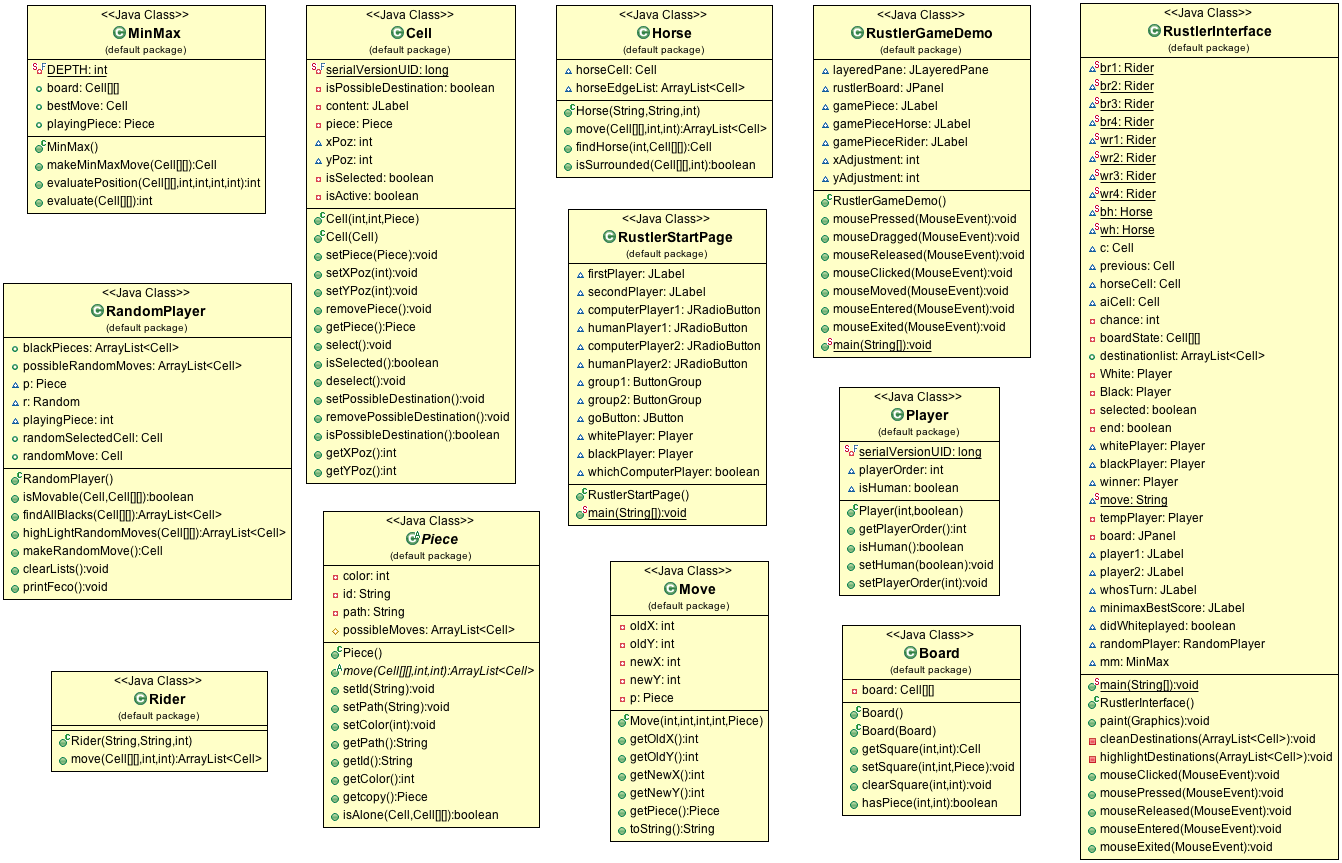 <<Java Class>>
MinMax
(default package)
DEPTH: int
board: Cell[][]
bestMove: Cell
playingPiece: Piece
MinMax()
makeMinMaxMove(Cell[][]):Cell
evaluatePosition(Cell[][],int,int,int,int):int
evaluate(Cell[][]):int
<<Java Class>>
RandomPlayer
(default package)
blackPieces: ArrayList<Cell>
possibleRandomMoves: ArrayList<Cell>
p: Piece
r: Random
playingPiece: int
randomSelectedCell: Cell
randomMove: Cell
RandomPlayer()
isMovable(Cell,Cell[][]):boolean
findAllBlacks(Cell[][]):ArrayList<Cell>
highLightRandomMoves(Cell[][]):ArrayList<Cell>
makeRandomMove():Cell
clearLists():void
printFeco():void
<<Java Class>>
Rider
(default package)
Rider(String,String,int)
move(Cell[][],int,int):ArrayList<Cell>
<<Java Class>>
Cell
(default package)
serialVersionUID: long
isPossibleDestination: boolean
content: JLabel
piece: Piece
xPoz: int
yPoz: int
isSelected: boolean
isActive: boolean
Cell(int,int,Piece)
Cell(Cell)
setPiece(Piece):void
setXPoz(int):void
setYPoz(int):void
removePiece():void
getPiece():Piece
select():void
isSelected():boolean
deselect():void
setPossibleDestination():void
removePossibleDestination():void
isPossibleDestination():boolean
getXPoz():int
getYPoz():int
<<Java Class>>
Piece
(default package)
color: int
id: String
path: String
possibleMoves: ArrayList<Cell>
Piece()
move(Cell[][],int,int):ArrayList<Cell>
setId(String):void
setPath(String):void
setColor(int):void
getPath():String
getId():String
getColor():int
getcopy():Piece
isAlone(Cell,Cell[][]):boolean
<<Java Class>>
Horse
(default package)
horseCell: Cell
horseEdgeList: ArrayList<Cell>
Horse(String,String,int)
move(Cell[][],int,int):ArrayList<Cell>
findHorse(int,Cell[][]):Cell
isSurrounded(Cell[][],int):boolean
<<Java Class>>
RustlerStartPage
(default package)
firstPlayer: JLabel
secondPlayer: JLabel
computerPlayer1: JRadioButton
humanPlayer1: JRadioButton
computerPlayer2: JRadioButton
humanPlayer2: JRadioButton
group1: ButtonGroup
group2: ButtonGroup
goButton: JButton
whitePlayer: Player
blackPlayer: Player
whichComputerPlayer: boolean
RustlerStartPage()
main(String[]):void
<<Java Class>>
Move
(default package)
oldX: int
oldY: int
newX: int
newY: int
p: Piece
Move(int,int,int,int,Piece)
getOldX():int
getOldY():int
getNewX():int
getNewY():int
getPiece():Piece
toString():String
<<Java Class>>
RustlerGameDemo
(default package)
layeredPane: JLayeredPane
rustlerBoard: JPanel
gamePiece: JLabel
gamePieceHorse: JLabel
gamePieceRider: JLabel
xAdjustment: int
yAdjustment: int
RustlerGameDemo()
mousePressed(MouseEvent):void
mouseDragged(MouseEvent):void
mouseReleased(MouseEvent):void
mouseClicked(MouseEvent):void
mouseMoved(MouseEvent):void
mouseEntered(MouseEvent):void
mouseExited(MouseEvent):void
main(String[]):void
<<Java Class>>
Player
(default package)
serialVersionUID: long
playerOrder: int
isHuman: boolean
Player(int,boolean)
getPlayerOrder():int
isHuman():boolean
setHuman(boolean):void
setPlayerOrder(int):void
<<Java Class>>
Board
(default package)
board: Cell[][]
Board()
Board(Board)
getSquare(int,int):Cell
setSquare(int,int,Piece):void
clearSquare(int,int):void
hasPiece(int,int):boolean
<<Java Class>>
RustlerInterface
(default package)
br1: Rider
br2: Rider
br3: Rider
br4: Rider
wr1: Rider
wr2: Rider
wr3: Rider
wr4: Rider
bh: Horse
wh: Horse
c: Cell
previous: Cell
horseCell: Cell
aiCell: Cell
chance: int
boardState: Cell[][]
destinationlist: ArrayList<Cell>
White: Player
Black: Player
selected: boolean
end: boolean
whitePlayer: Player
blackPlayer: Player
winner: Player
move: String
tempPlayer: Player
board: JPanel
player1: JLabel
player2: JLabel
whosTurn: JLabel
minimaxBestScore: JLabel
didWhiteplayed: boolean
randomPlayer: RandomPlayer
mm: MinMax
main(String[]):void
RustlerInterface()
paint(Graphics):void
cleanDestinations(ArrayList<Cell>):void
highlightDestinations(ArrayList<Cell>):void
mouseClicked(MouseEvent):void
mousePressed(MouseEvent):void
mouseReleased(MouseEvent):void
mouseEntered(MouseEvent):void
mouseExited(MouseEvent):void